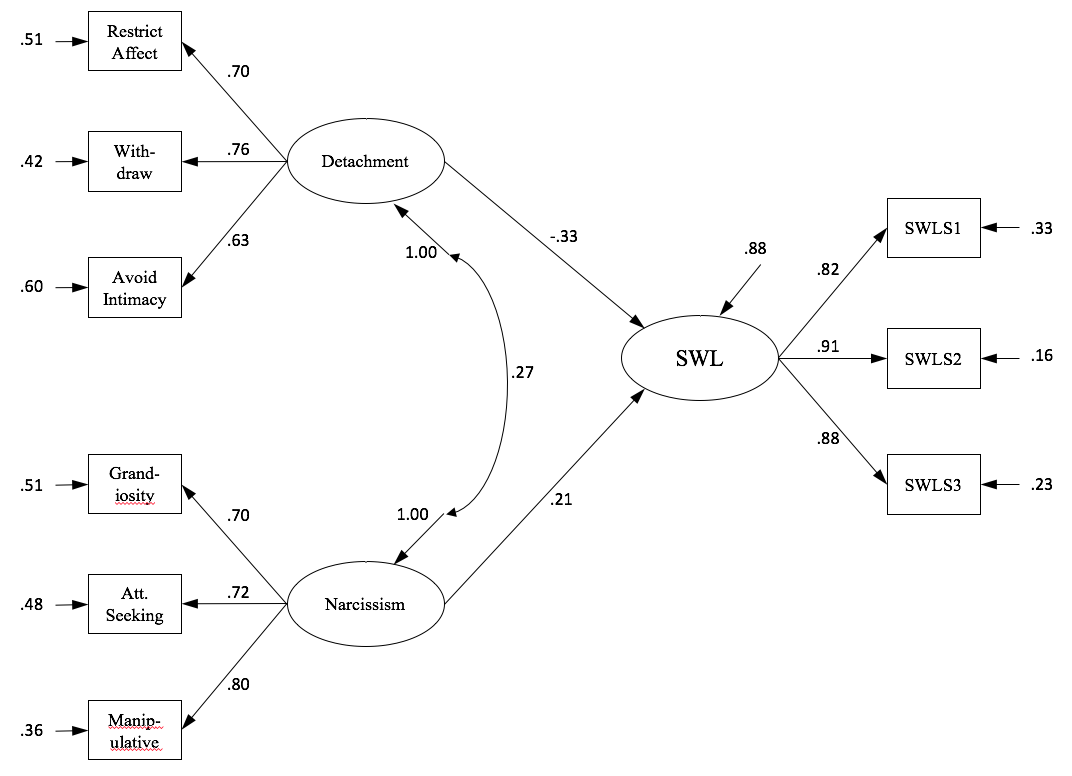 .51
Restrict
Affect
.70
.42
With-
draw
.76
Detachment
.60
Avoid
Intimacy
.63
1.00
-.33
.27
.88
SWL
.82
SWLS1
.33
.91
SWLS2
.16
.88
SWLS3
.23
.51
Grand-
iosity
.70
1.00
.21
.48
Att.
Seeking
.72
Narcissism
.36
Manip-
ulative
.80